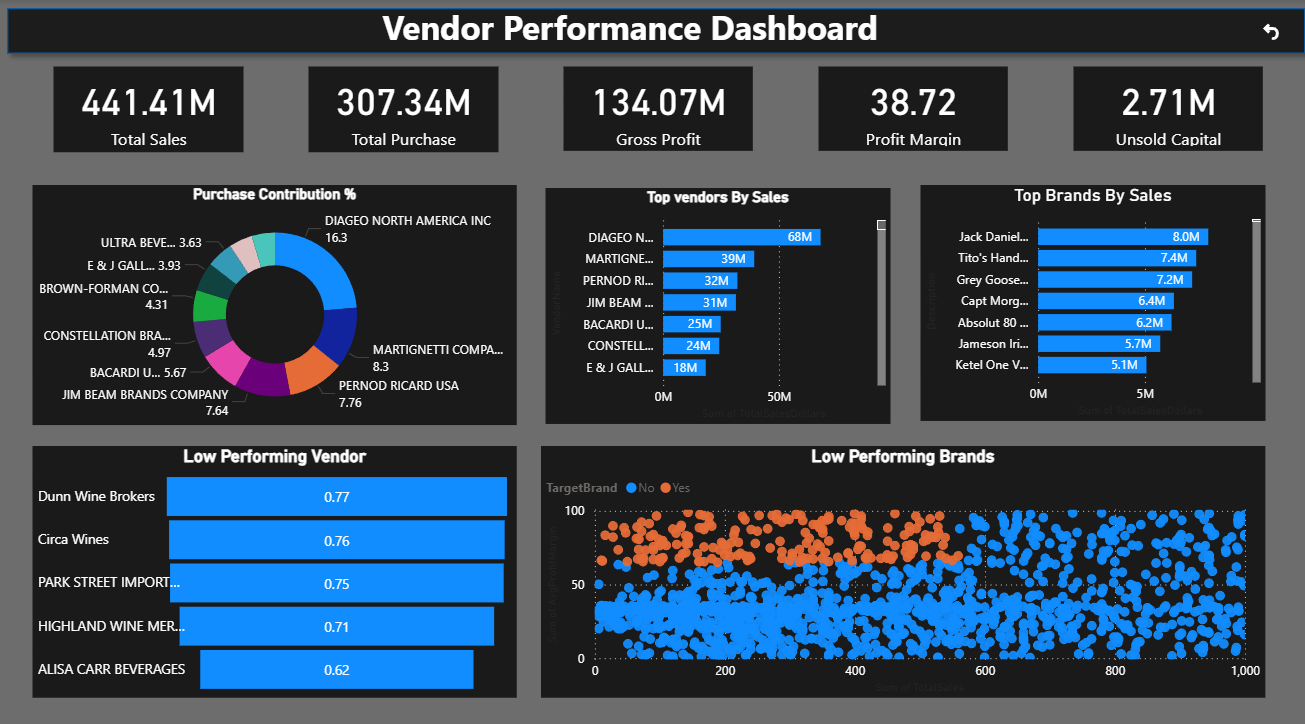 Vendor Performance Dashboard
441.41M
Total Sales
307.34M
Total Purchase
134.07M
Gross Profit
38.72
Profit Margin
2.71M
Unsold Capital
Purchase Contribution %
DIAGEO NORTH AMERICA INC
16.3
MARTIGNETTI COMPA...
8.3
PERNOD RICARD USA
7.76
JIM BEAM BRANDS COMPANY
7.64
BACARDI U... 5.67
CONSTELLATION BRA...
4.97
BROWN-FORMAN CO...
4.31
E & J GALL... 3.93
ULTRA BEVE... 3.63
Top vendors By Sales
VendorName
DIAGEO N... 68M
MARTIGNE... 39M
PERNOD RI... 32M
JIM BEAM ... 31M
BACARDI U... 25M
CONSTELL... 24M
E & J GALL... 18M
0M 50M
Sum of TotalSalesDollars
Top Brands By Sales
Description
Jack Daniel... 8.0M
Tito's Hand... 7.4M
Grey Goose... 7.2M
Capt Morg... 6.4M
Absolut 80 ... 6.2M
Jameson Iri... 5.7M
Ketel One V... 5.1M
0M 5M
Sum of TotalSalesDollars
Low Performing Vendor
Dunn Wine Brokers 0.77
Circa Wines 0.76
PARK STREET IMPORT... 0.75
HIGHLAND WINE MER... 0.71
ALISA CARR BEVERAGES 0.62
Low Performing Brands
TargetBrand No Yes
Sum of AvgProfitMargin
100
50
0
0 200 400 600 800 1,000
Sum of TotalSales